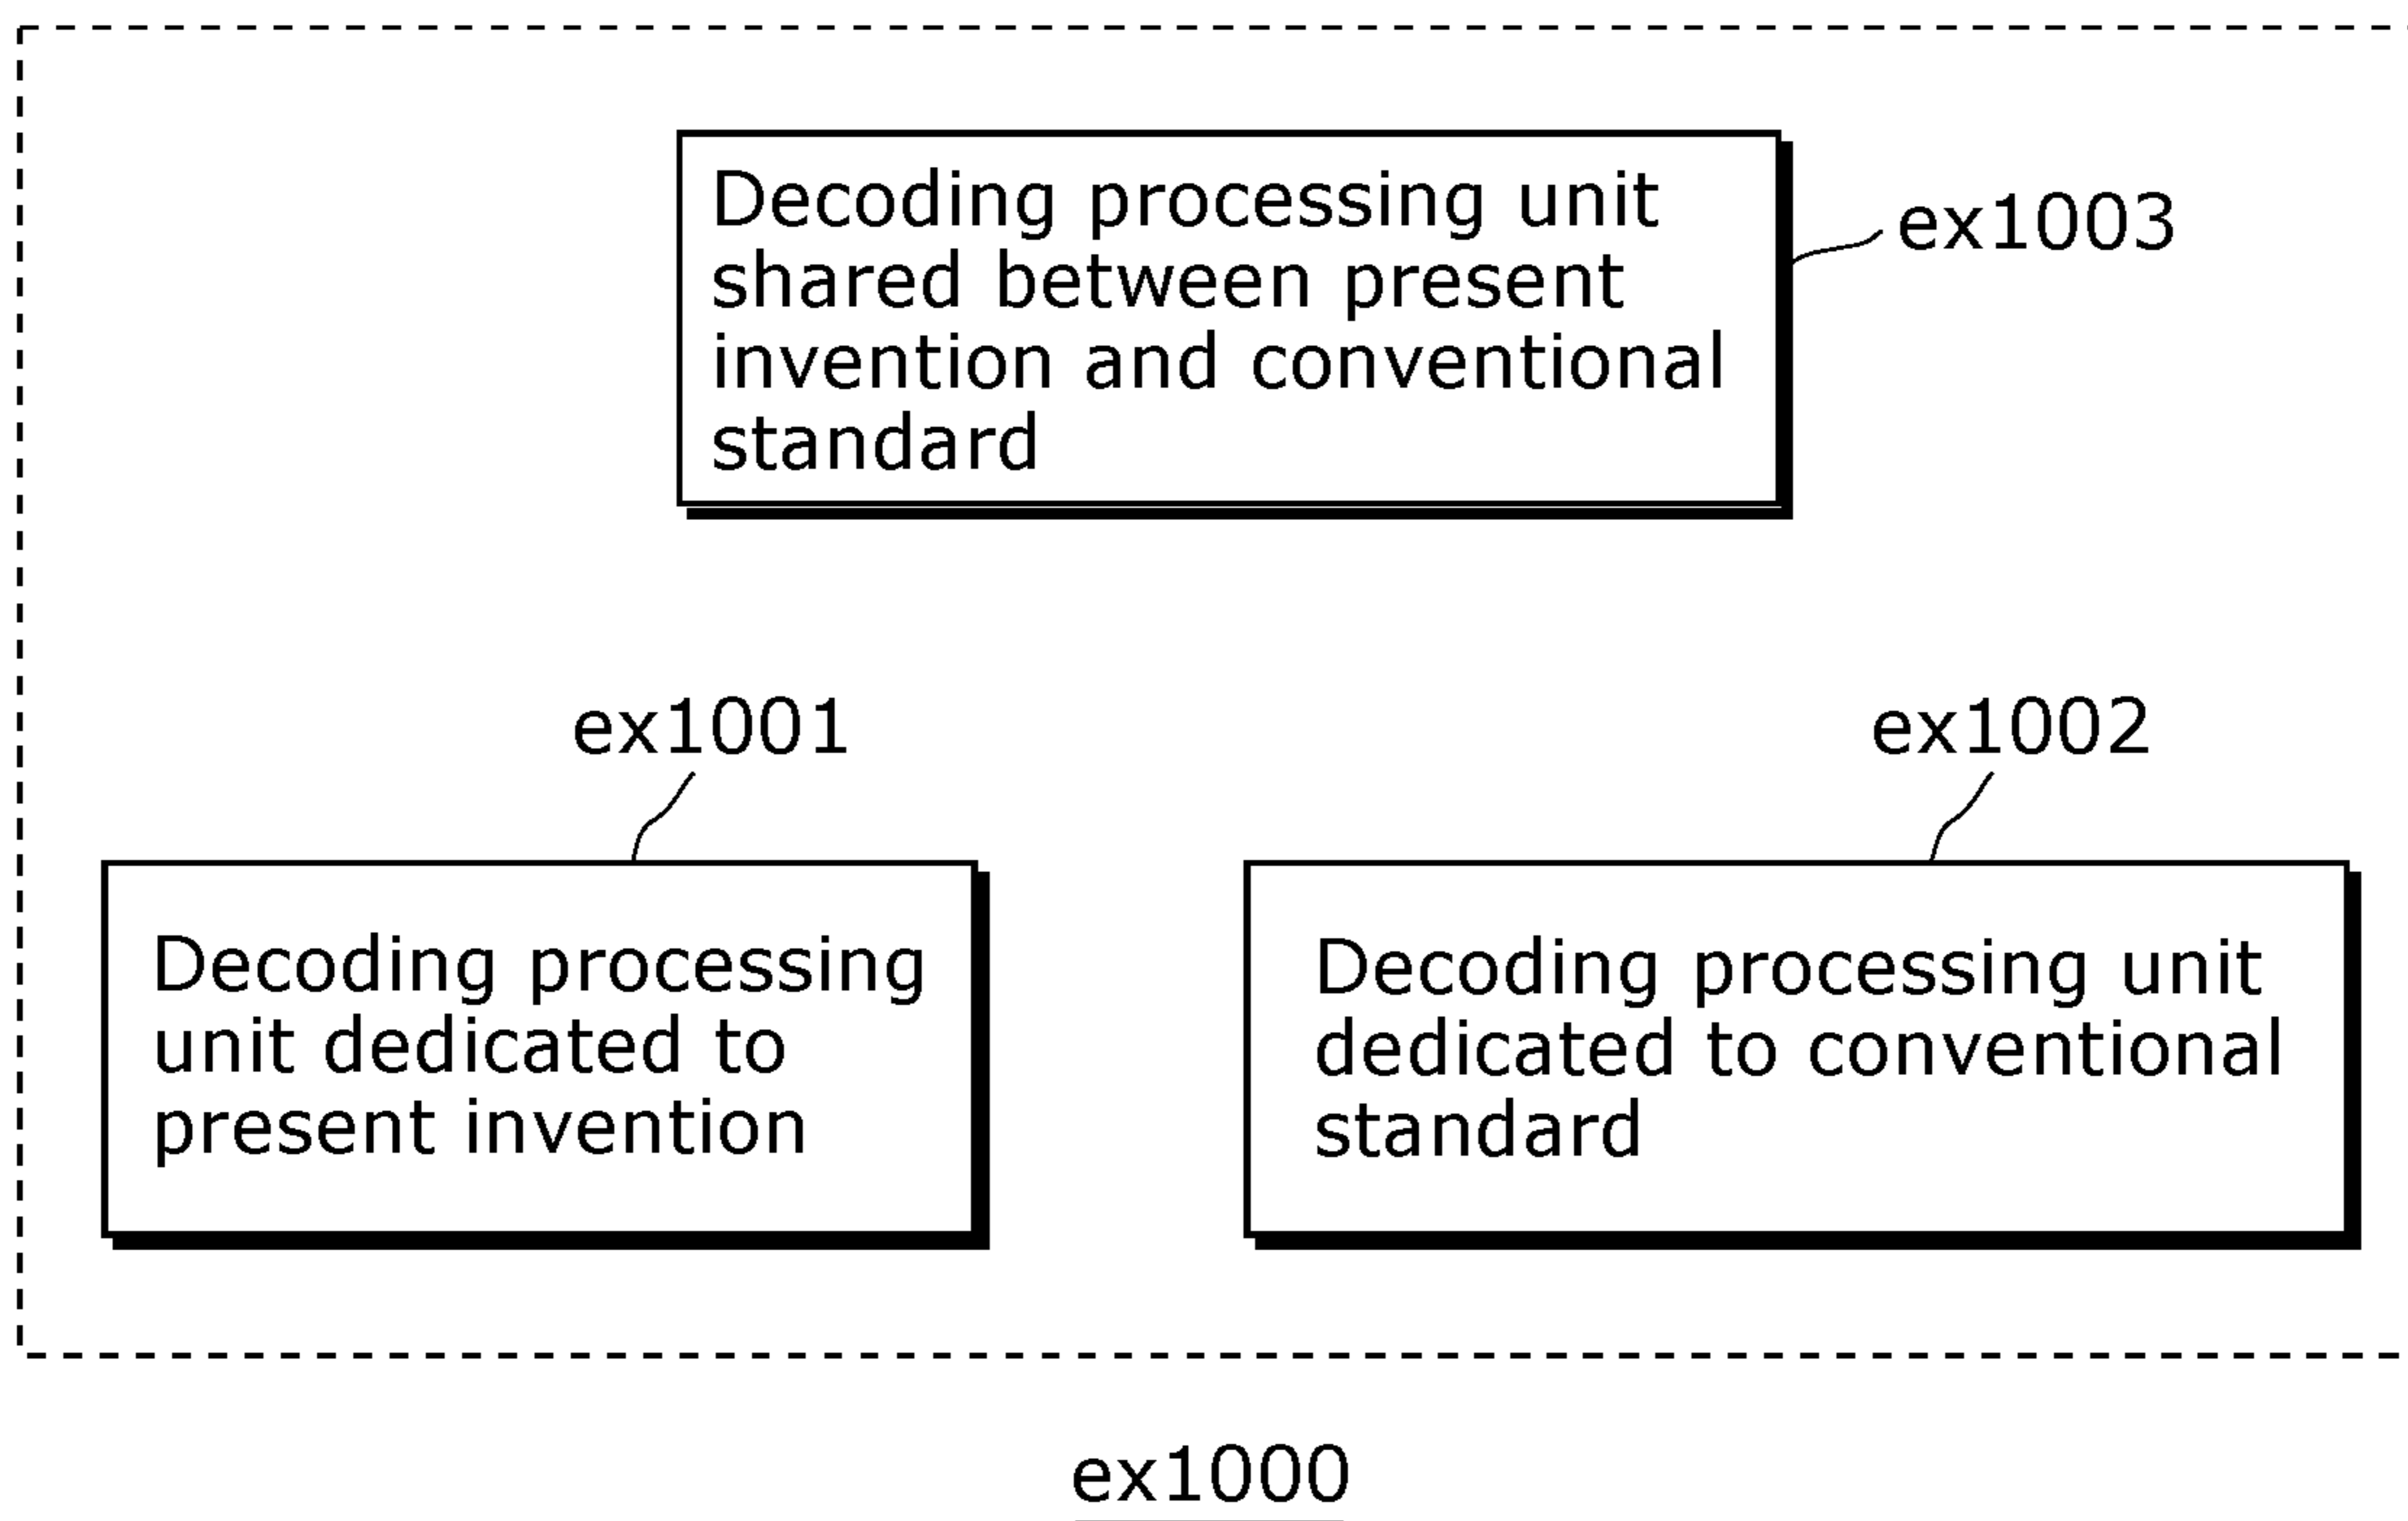 Decoding processing unit
shared between present
invention and conventional
standard
ex1003
ex1001
ex1002
Decoding processing
unit dedicated to
present invention
Decoding processing unit
dedicated to conventional
standard
ex1000